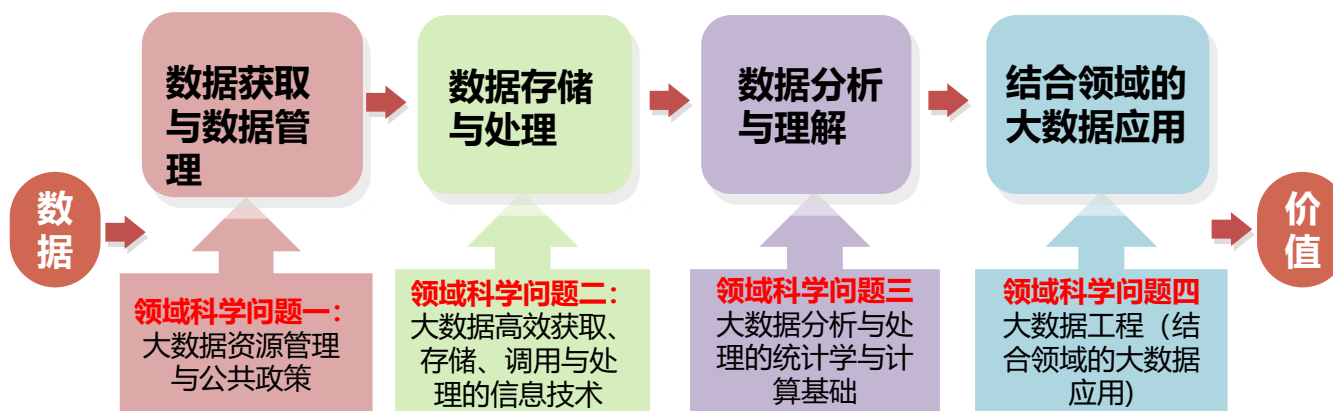 数据
数据获取
与数据管
理
数据存储
与处理
数据分析
与理解
结合领域的
大数据应用
价值
领域科学问题一：
大数据资源管理
与公共政策
领域科学问题二：
大数据高效获取、
存储、调用与处
理的信息技术
领域科学问题三
大数据分析与处
理的统计学与计
算基础
领域科学问题四
大数据工程（结
合领域的大数据
应用）